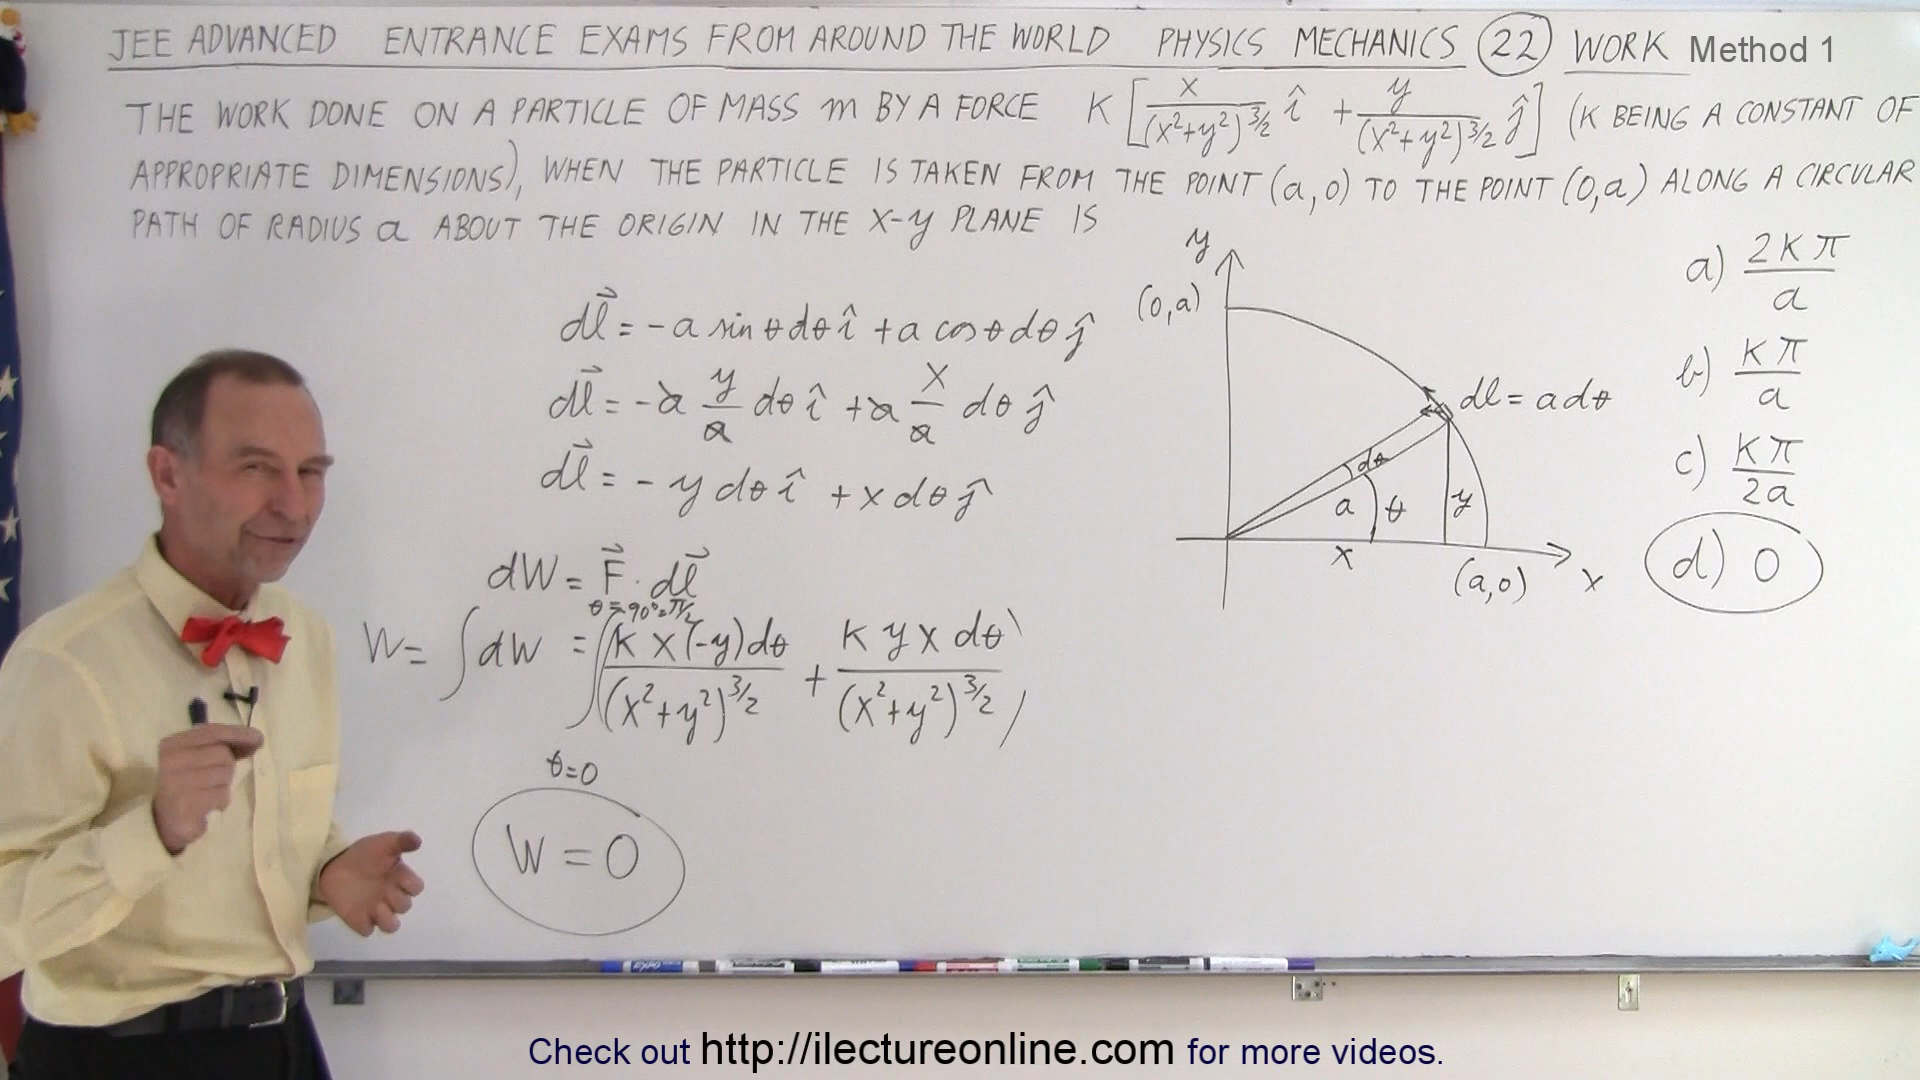 JEE ADVANCED ENTRANCE EXAMS FROM AROUND THE WORLD PHYSICS MECHANICS (22) WORK Method 1
THE WORK DONE ON A PARTICLE OF MASS m BY A FORCE K [x/(x²+y²)^3/2 î + y/(x²+y²)^3/2 ĵ] (K BEING A CONSTANT OF
APPROPRIATE DIMENSIONS), WHEN THE PARTICLE IS TAKEN FROM THE POINT (a,0) TO THE POINT (0,a) ALONG A CIRCULAR
PATH OF RADIUS a ABOUT THE ORIGIN IN THE X-y PLANE IS
dl⃗ = -a sin θ dθ î + a cos θ dθ ĵ
dl⃗ = -a y/a dθ î + a x/a dθ ĵ
dl⃗ = -y dθ î + x dθ ĵ
dW = F⃗ · dl⃗
θ=90°=π/2
W = ∫dW = ∫(K x(-y)dθ/(x²+y²)^3/2 + K y x dθ/(x²+y²)^3/2)
θ=0
W = 0
y
(0,a)
dl = a dθ
dθ
a
θ
y
x
(a,0)
x
a) 2Kπ/a
b) Kπ/a
c) Kπ/2a
d) 0
EXPO
Check out http://ilectureonline.com for more videos.